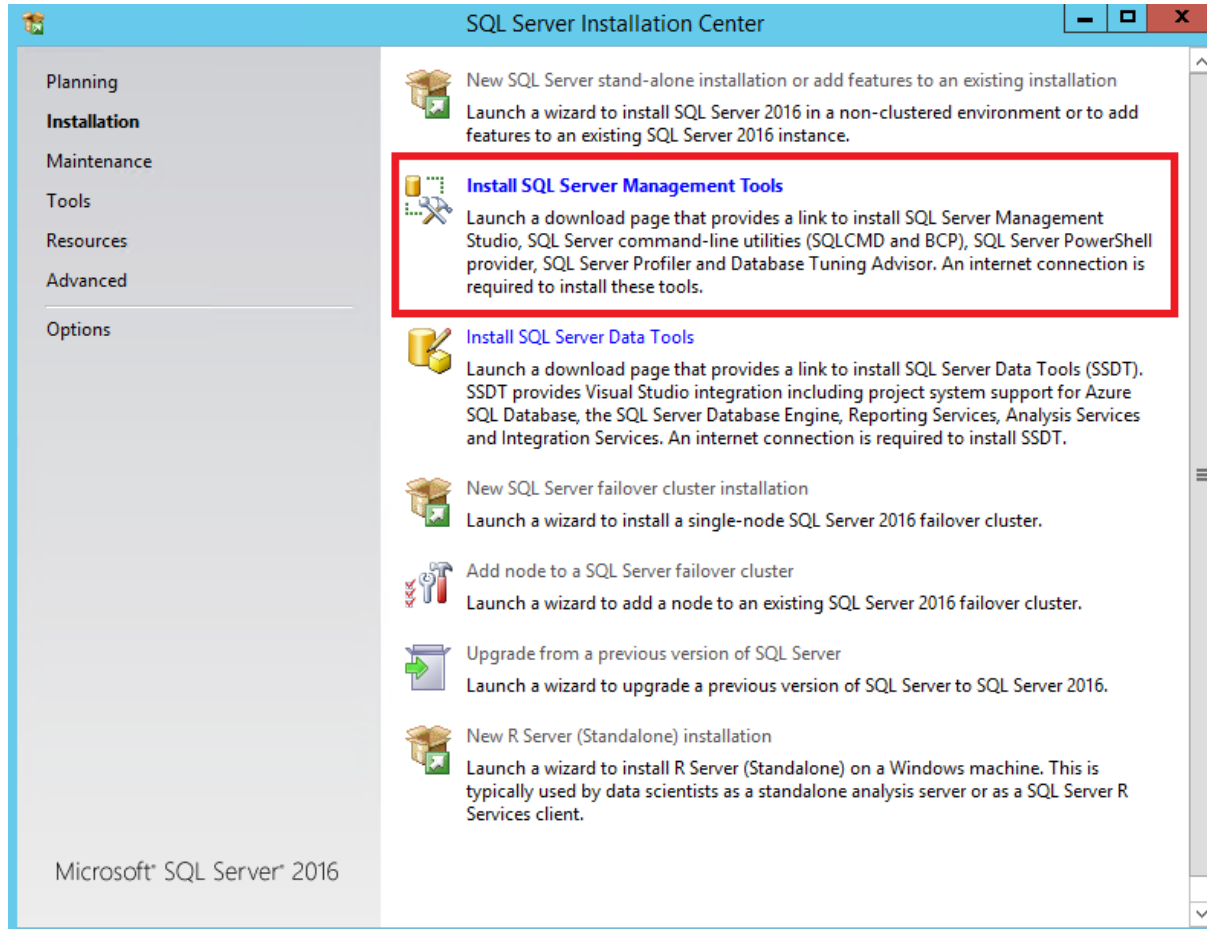 SQL Server Installation Center
Planning
Installation
Maintenance
Tools
Resources
Advanced
Options
New SQL Server stand-alone installation or add features to an existing installation
Launch a wizard to install SQL Server 2016 in a non-clustered environment or to add
features to an existing SQL Server 2016 instance.
Install SQL Server Management Tools
Launch a download page that provides a link to install SQL Server Management
Studio, SQL Server command-line utilities (SQLCMD and BCP), SQL Server PowerShell
provider, SQL Server Profiler and Database Tuning Advisor. An internet connection is
required to install these tools.
Install SQL Server Data Tools
Launch a download page that provides a link to install SQL Server Data Tools (SSDT).
SSDT provides Visual Studio integration including project system support for Azure
SQL Database, the SQL Server Database Engine, Reporting Services, Analysis Services
and Integration Services. An internet connection is required to install SSDT.
New SQL Server failover cluster installation
Launch a wizard to install a single-node SQL Server 2016 failover cluster.
Add node to a SQL Server failover cluster
Launch a wizard to add a node to an existing SQL Server 2016 failover cluster.
Upgrade from a previous version of SQL Server
Launch a wizard to upgrade a previous version of SQL Server to SQL Server 2016.
New R Server (Standalone) installation
Launch a wizard to install R Server (Standalone) on a Windows machine. This is
typically used by data scientists as a standalone analysis server or as a SQL Server R
Services client.
Microsoft® SQL Server® 2016